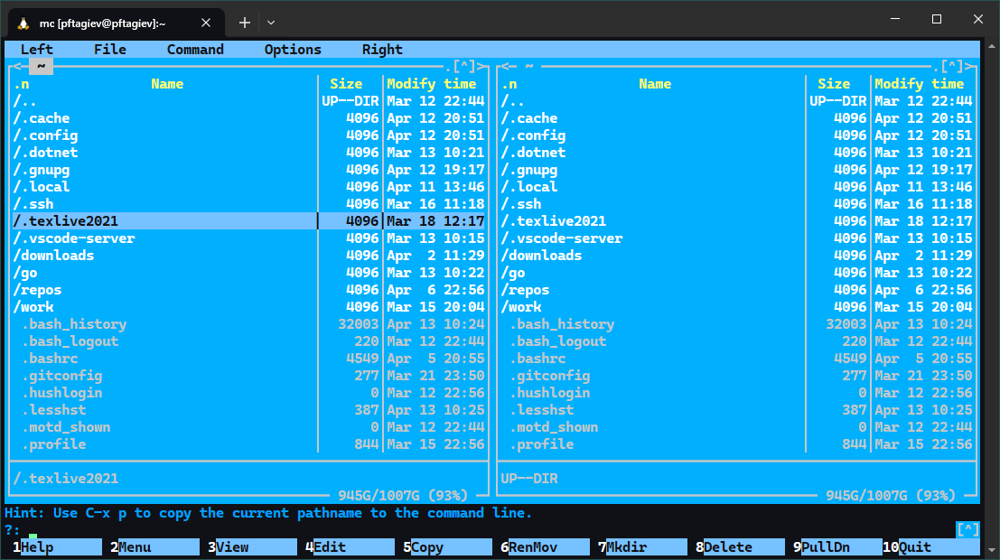 mc [pftagiev@pftagiev]:~
Left File Command Options Right
<─ ~ .[^]> <─ ~ .[^]>
.n Name Size Modify time .n Name Size Modify time
/.. UP--DIR Mar 12 22:44 /.. UP--DIR Mar 12 22:44
/.cache 4096 Apr 12 20:51 /.cache 4096 Apr 12 20:51
/.config 4096 Apr 12 20:51 /.config 4096 Apr 12 20:51
/.dotnet 4096 Mar 13 10:21 /.dotnet 4096 Mar 13 10:21
/.gnupg 4096 Apr 12 19:17 /.gnupg 4096 Apr 12 19:17
/.local 4096 Apr 11 13:46 /.local 4096 Apr 11 13:46
/.ssh 4096 Mar 16 11:18 /.ssh 4096 Mar 16 11:18
/.texlive2021 4096 Mar 18 12:17 /.texlive2021 4096 Mar 18 12:17
/.vscode-server 4096 Mar 13 10:15 /.vscode-server 4096 Mar 13 10:15
/downloads 4096 Apr 2 11:29 /downloads 4096 Apr 2 11:29
/go 4096 Mar 13 10:22 /go 4096 Mar 13 10:22
/repos 4096 Apr 6 22:56 /repos 4096 Apr 6 22:56
/work 4096 Mar 15 20:04 /work 4096 Mar 15 20:04
.bash_history 32003 Apr 13 10:24 .bash_history 32003 Apr 13 10:24
.bash_logout 220 Mar 12 22:44 .bash_logout 220 Mar 12 22:44
.bashrc 4549 Apr 5 20:55 .bashrc 4549 Apr 5 20:55
.gitconfig 277 Mar 21 23:50 .gitconfig 277 Mar 21 23:50
.hushlogin 0 Mar 12 22:56 .hushlogin 0 Mar 12 22:56
.lesshst 387 Apr 13 10:25 .lesshst 387 Apr 13 10:25
.motd_shown 0 Mar 12 22:44 .motd_shown 0 Mar 12 22:44
.profile 844 Mar 15 22:56 .profile 844 Mar 15 22:56
/.texlive2021 UP--DIR
945G/1007G (93%) 945G/1007G (93%)
Hint: Use C-x p to copy the current pathname to the command line.
?: [^]
1Help 2Menu 3View 4Edit 5Copy 6RenMov 7Mkdir 8Delete 9PullDn 10Quit